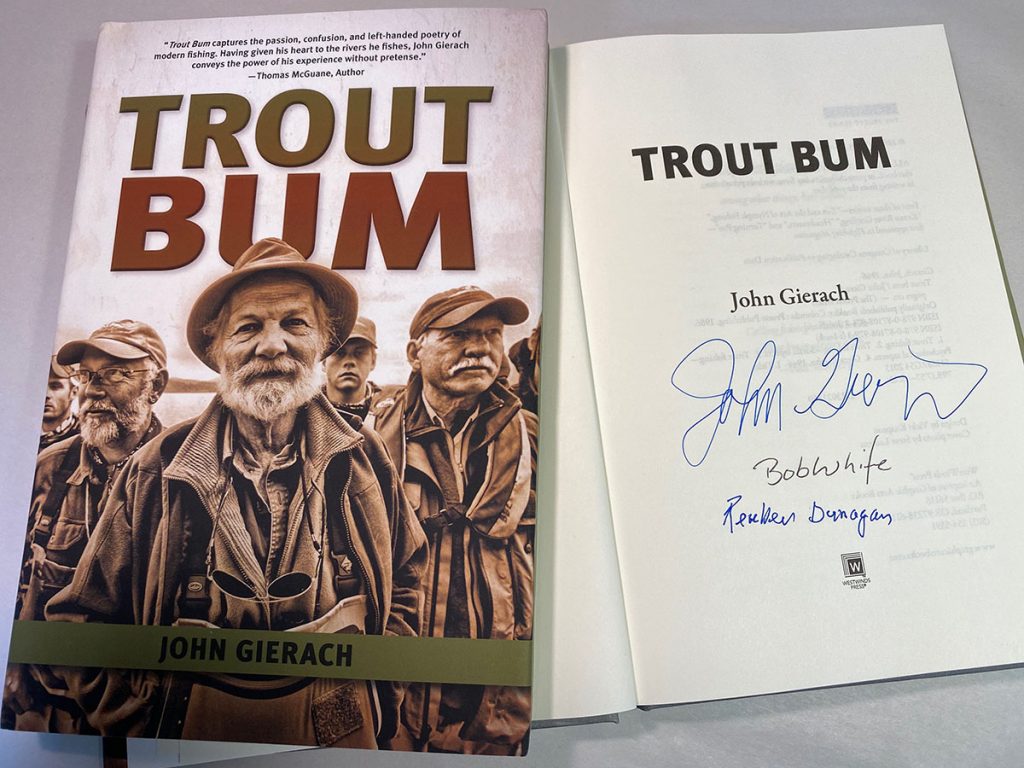 "Trout Bum captures the passion, confusion, and left-handed poetry of
modern fishing. Having given his heart to the rivers he fishes, John Gierach
conveys the power of his experience without pretense."
—Thomas McGuane, Author
TROUT
BUM
JOHN GIERACH
TROUT BUM
John Gierach
John Gierach
Bob White
Reuben Dunagan
W
WESTWINDS
PRESS®